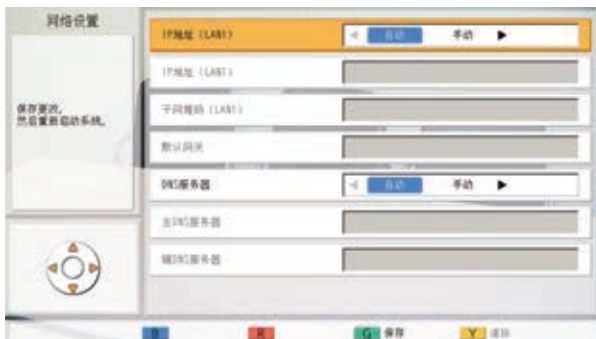 网络设置
保存更改,
然后重新启动系统。
IP地址 (LAN1)
自动 手动
IP地址 (LAN1)
子网掩码 (LAN1)
默认网关
DNS服务器
自动 手动
主DNS服务器
辅DNS服务器
B R G 保存 Y 清除